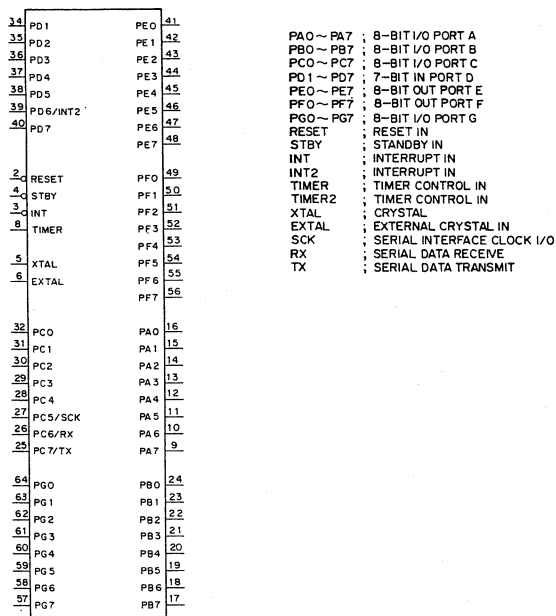 34 PD1 PE0 41
35 PD2 PE1 42
36 PD3 PE2 43
37 PD4 PE3 44
38 PD5 PE4 45
39 PD6/INT2 PE5 46
40 PD7 PE6 47
PE7 48
2 RESET PF0 49
4 STBY PF1 50
3 INT PF2 51
8 TIMER PF3 52
PF4 53
5 XTAL PF5 54
6 EXTAL PF6 55
PF7 56
32 PC0 PA0 16
31 PC1 PA1 15
30 PC2 PA2 14
29 PC3 PA3 13
28 PC4 PA4 12
27 PC5/SCK PA5 11
26 PC6/RX PA6 10
25 PC7/TX PA7 9
64 PG0 PB0 24
63 PG1 PB1 23
62 PG2 PB2 22
61 PG3 PB3 21
60 PG4 PB4 20
59 PG5 PB5 19
58 PG6 PB6 18
57 PG7 PB7 17
PA0~PA7 ; 8-BIT I/O PORT A
PB0~PB7 ; 8-BIT I/O PORT B
PC0~PC7 ; 8-BIT I/O PORT C
PD1~PD7 ; 7-BIT IN PORT D
PE0~PE7 ; 8-BIT OUT PORT E
PF0~PF7 ; 8-BIT OUT PORT F
PG0~PG7 ; 8-BIT I/O PORT G
RESET ; RESET IN
STBY ; STANDBY IN
INT ; INTERRUPT IN
INT2 ; INTERRUPT IN
TIMER ; TIMER CONTROL IN
TIMER2 ; TIMER CONTROL IN
XTAL ; CRYSTAL
EXTAL ; EXTERNAL CRYSTAL IN
SCK ; SERIAL INTERFACE CLOCK I/O
RX ; SERIAL DATA RECEIVE
TX ; SERIAL DATA TRANSMIT